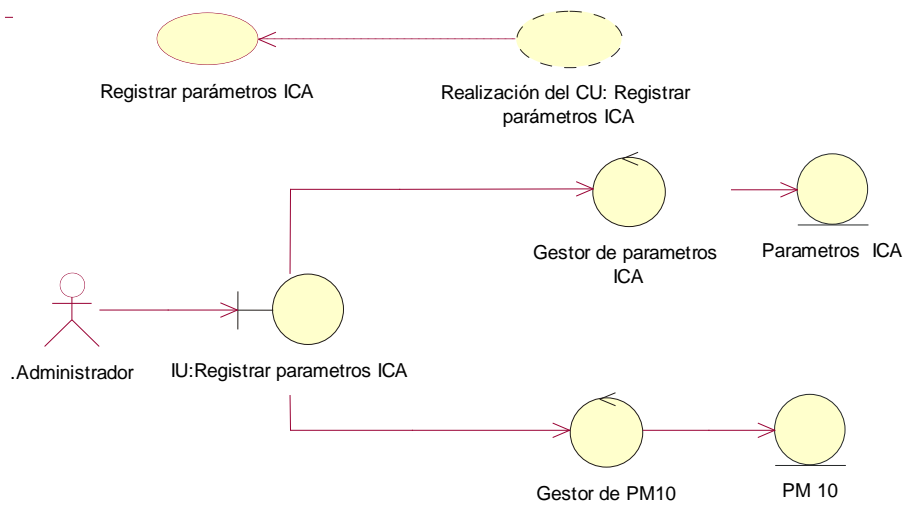 Registrar parámetros ICA
Realización del CU: Registrar
parámetros ICA
Gestor de parametros
ICA
Parametros ICA
.Administrador
IU:Registrar parametros ICA
Gestor de PM10
PM 10